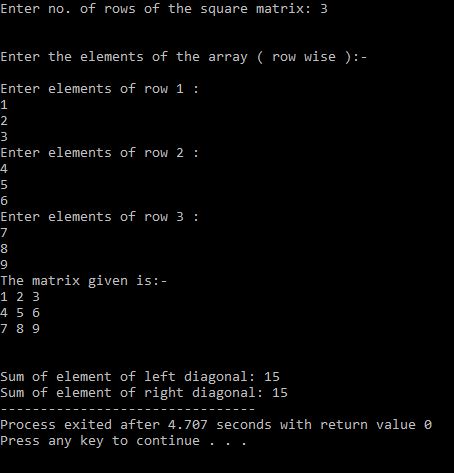 Enter no. of rows of the square matrix: 3
Enter the elements of the array ( row wise ):-
Enter elements of row 1 :
1
2
3
Enter elements of row 2 :
4
5
6
Enter elements of row 3 :
7
8
9
The matrix given is:-
1 2 3
4 5 6
7 8 9
Sum of element of left diagonal: 15
Sum of element of right diagonal: 15
--------------------------------
Process exited after 4.707 seconds with return value 0
Press any key to continue . . .